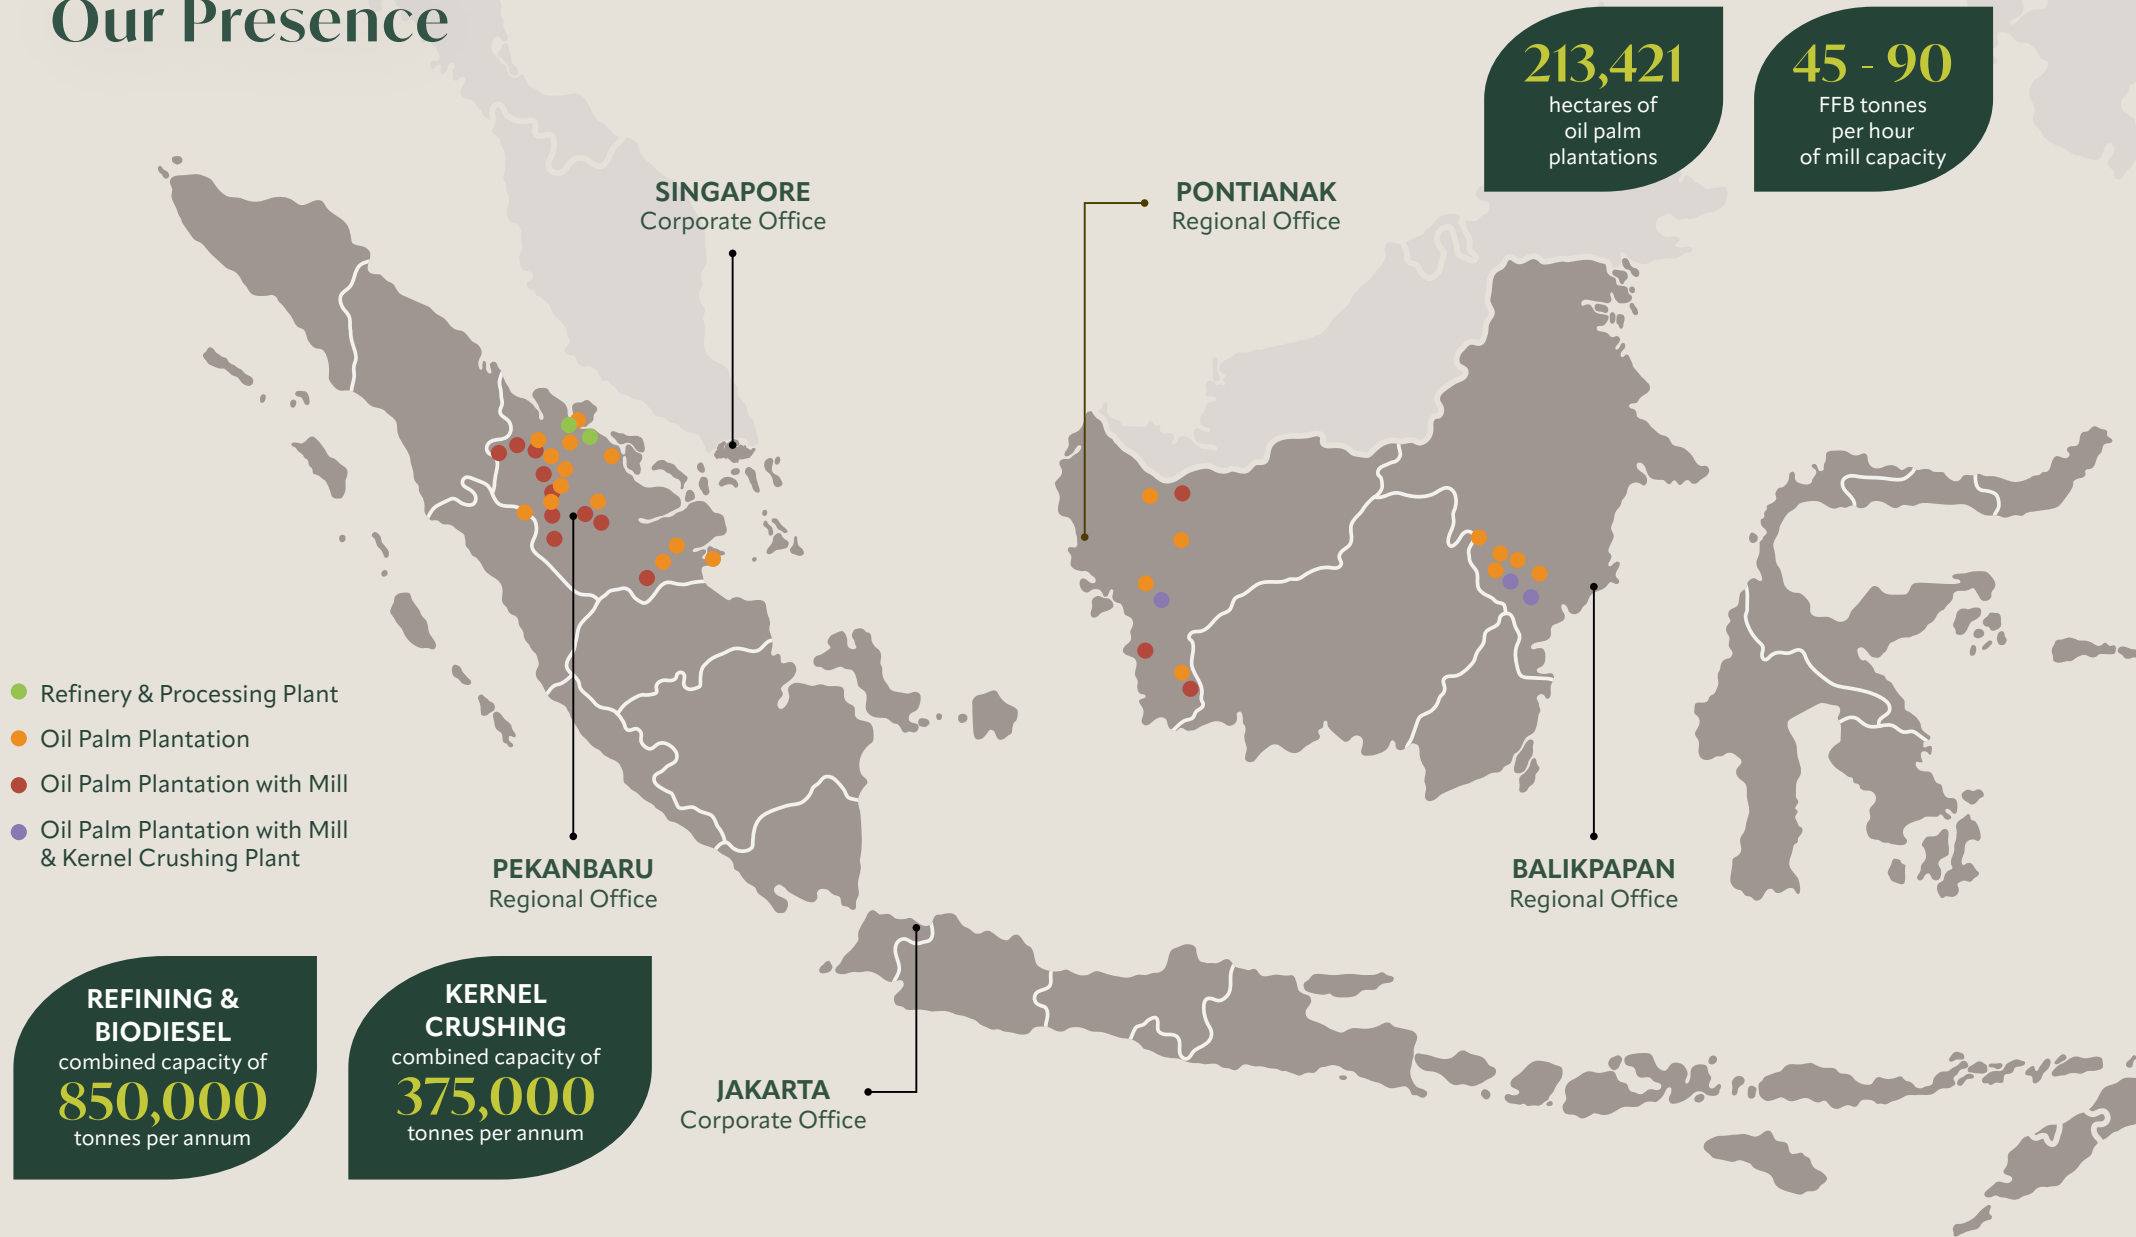 Our Presence
213,421
hectares of
oil palm
plantations
45 - 90
FFB tonnes
per hour
of mill capacity
SINGAPORE
Corporate Office
PONTIANAK
Regional Office
Refinery & Processing Plant
Oil Palm Plantation
Oil Palm Plantation with Mill
Oil Palm Plantation with Mill
& Kernel Crushing Plant
PEKANBARU
Regional Office
BALIKPAPAN
Regional Office
REFINING &
BIODIESEL
combined capacity of
850,000
tonnes per annum
KERNEL
CRUSHING
combined capacity of
375,000
tonnes per annum
JAKARTA
Corporate Office